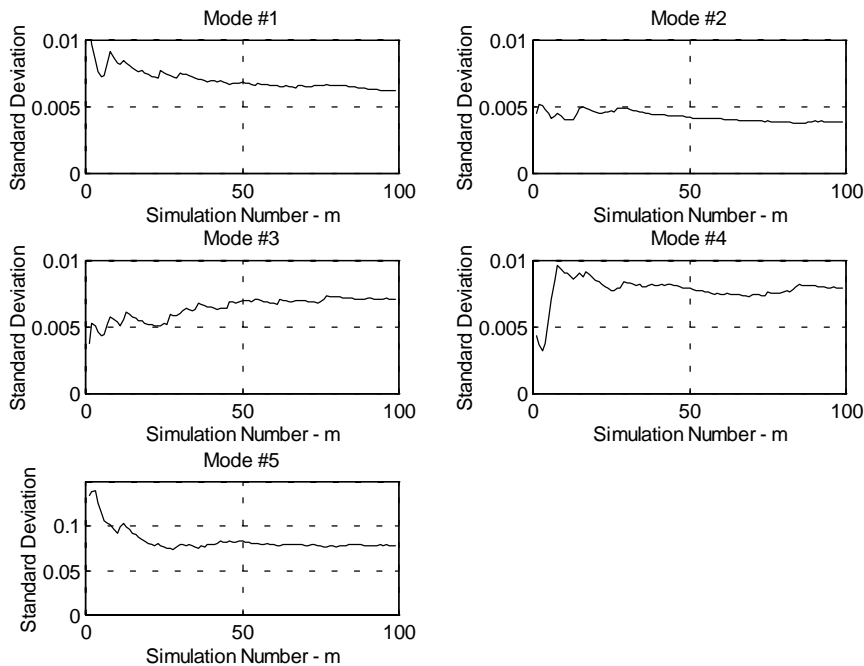 Mode #1
Standard Deviation
0.01
0.005
0
0
50
100
Simulation Number - m
Mode #2
Standard Deviation
0.01
0.005
0
0
50
100
Simulation Number - m
Mode #3
Standard Deviation
0.01
0.005
0
0
50
100
Simulation Number - m
Mode #4
Standard Deviation
0.01
0.005
0
0
50
100
Simulation Number - m
Mode #5
Standard Deviation
0.1
0.05
0
0
50
100
Simulation Number - m